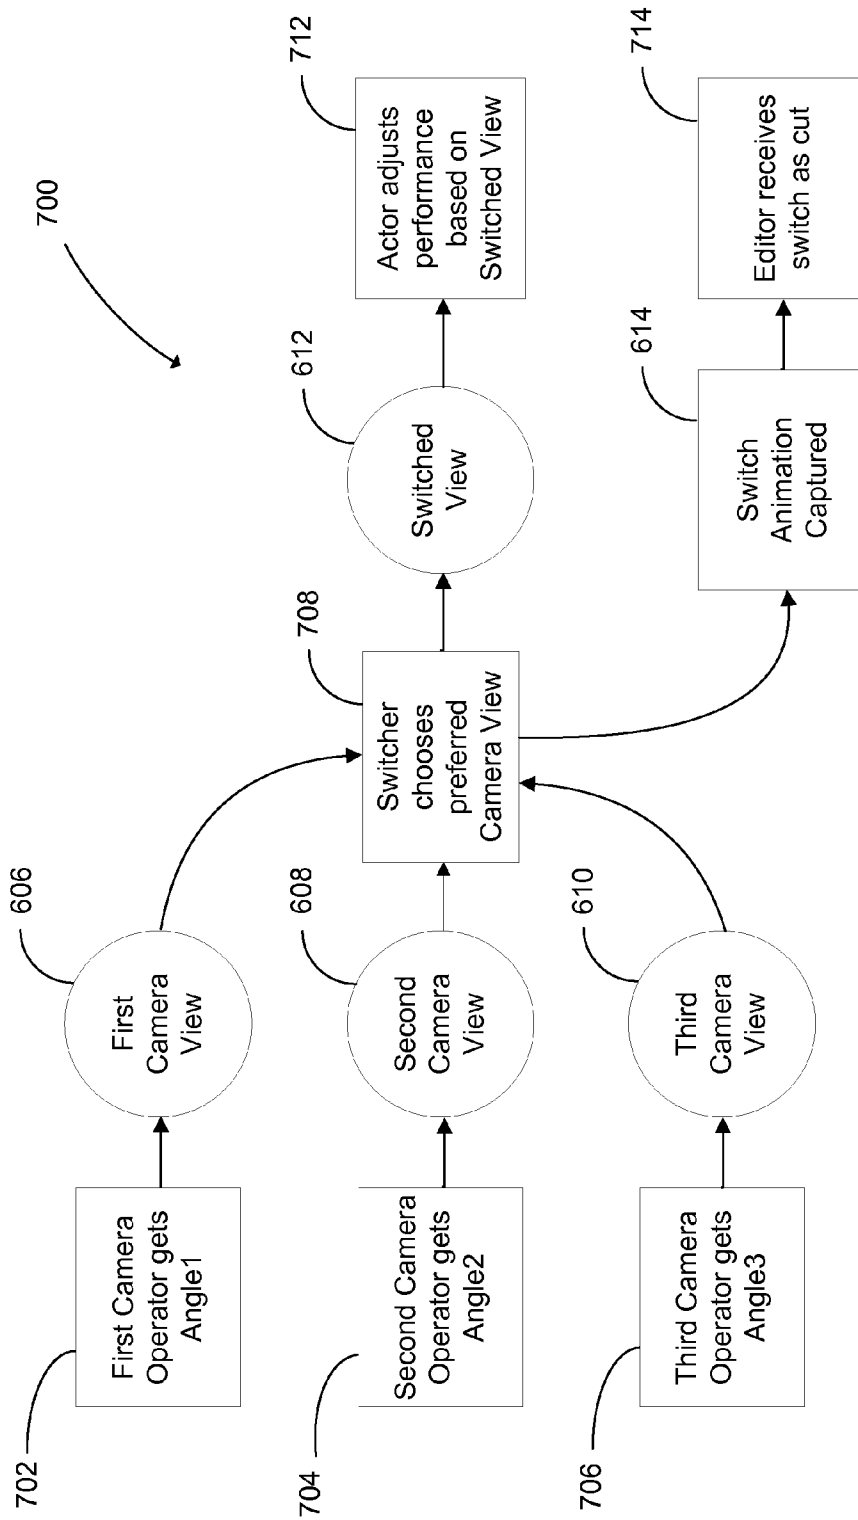 700
702
First Camera
Operator gets
Angle1
606
First
Camera
View
704
Second Camera
Operator gets
Angle2
608
Second
Camera
View
706
Third Camera
Operator gets
Angle3
610
Third
Camera
View
708
Switcher
chooses
preferred
Camera View
612
Switched
View
712
Actor adjusts
performance
based on
Switched View
614
Switch
Animation
Captured
714
Editor receives
switch as cut